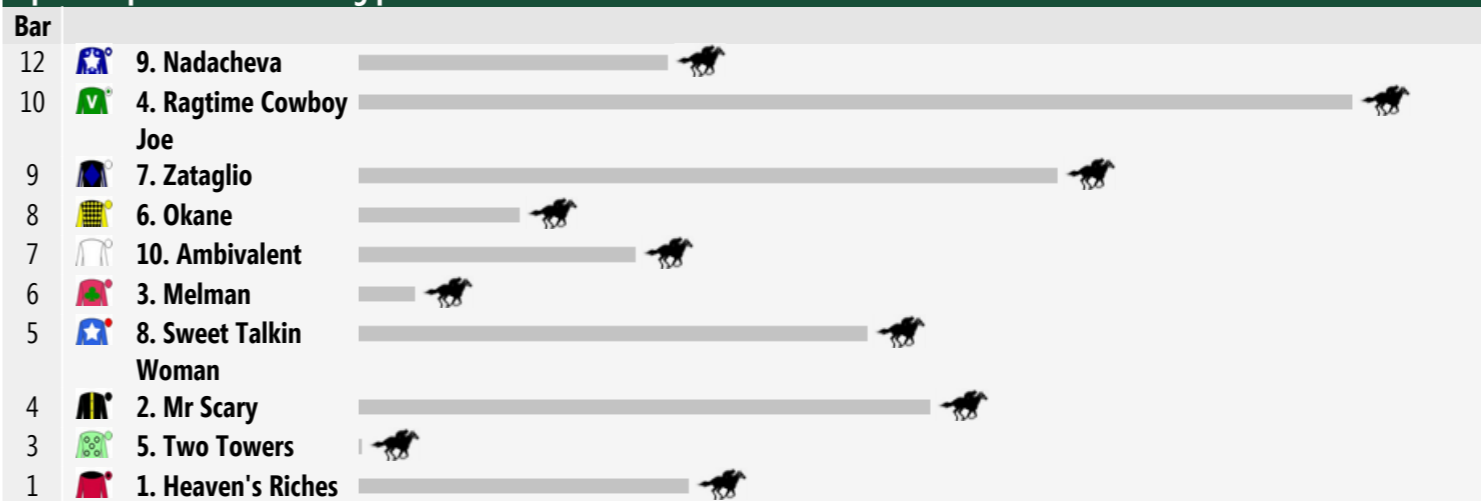 Bar
12 9. Nadacheva
10 V 4. Ragtime Cowboy
Joe
9 7. Zataglio
8 6. Okane
7 10. Ambivalent
6 3. Melman
5 8. Sweet Talkin
Woman
4 2. Mr Scary
3 5. Two Towers
1 1. Heaven's Riches